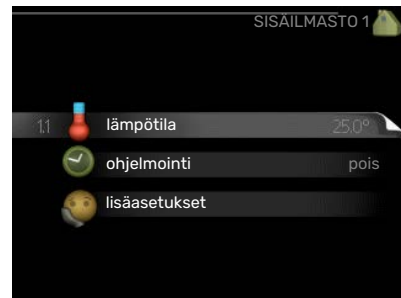 SISÄILMASTO 1
1.1 lämpötila 25.0°
ohjelmointi pois
lisäasetukset